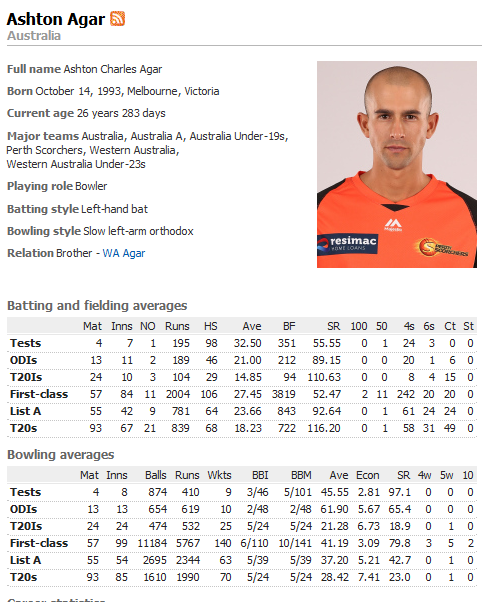 Ashton Agar
Australia
Full name Ashton Charles Agar
Born October 14, 1993, Melbourne, Victoria
Current age 26 years 283 days
Major teams Australia, Australia A, Australia Under-19s,
Perth Scorchers, Western Australia,
Western Australia Under-23s
Playing role Bowler
Batting style Left-hand bat
Bowling style Slow left-arm orthodox
Relation Brother - WA Agar
resimac
HOME LOANS
Majestic
SCORCHERS
Batting and fielding averages
Mat Inns NO Runs HS Ave BF SR 100 50 4s 6s Ct St
Tests 4 7 1 195 98 32.50 351 55.55 0 1 24 3 0 0
ODIs 13 11 2 189 46 21.00 212 89.15 0 0 20 1 6 0
T20Is 24 10 3 104 29 14.85 94 110.63 0 0 8 4 15 0
First-class 57 84 11 2004 106 27.45 3819 52.47 2 11 242 20 20 0
List A 55 42 9 781 64 23.66 843 92.64 0 1 61 24 24 0
T20s 93 67 21 839 68 18.23 722 116.20 0 1 58 31 49 0
Bowling averages
Mat Inns Balls Runs Wkts BBI BBM Ave Econ SR 4w 5w 10
Tests 4 8 874 410 9 3/46 5/101 45.55 2.81 97.1 0 0 0
ODIs 13 13 654 619 10 2/48 2/48 61.90 5.67 65.4 0 0 0
T20Is 24 24 474 532 25 5/24 5/24 21.28 6.73 18.9 0 1 0
First-class 57 99 11184 5767 140 6/110 10/141 41.19 3.09 79.8 3 5 2
List A 55 54 2695 2344 63 5/39 5/39 37.20 5.21 42.7 0 1 0
T20s 93 85 1610 1990 70 5/24 5/24 28.42 7.41 23.0 0 1 0